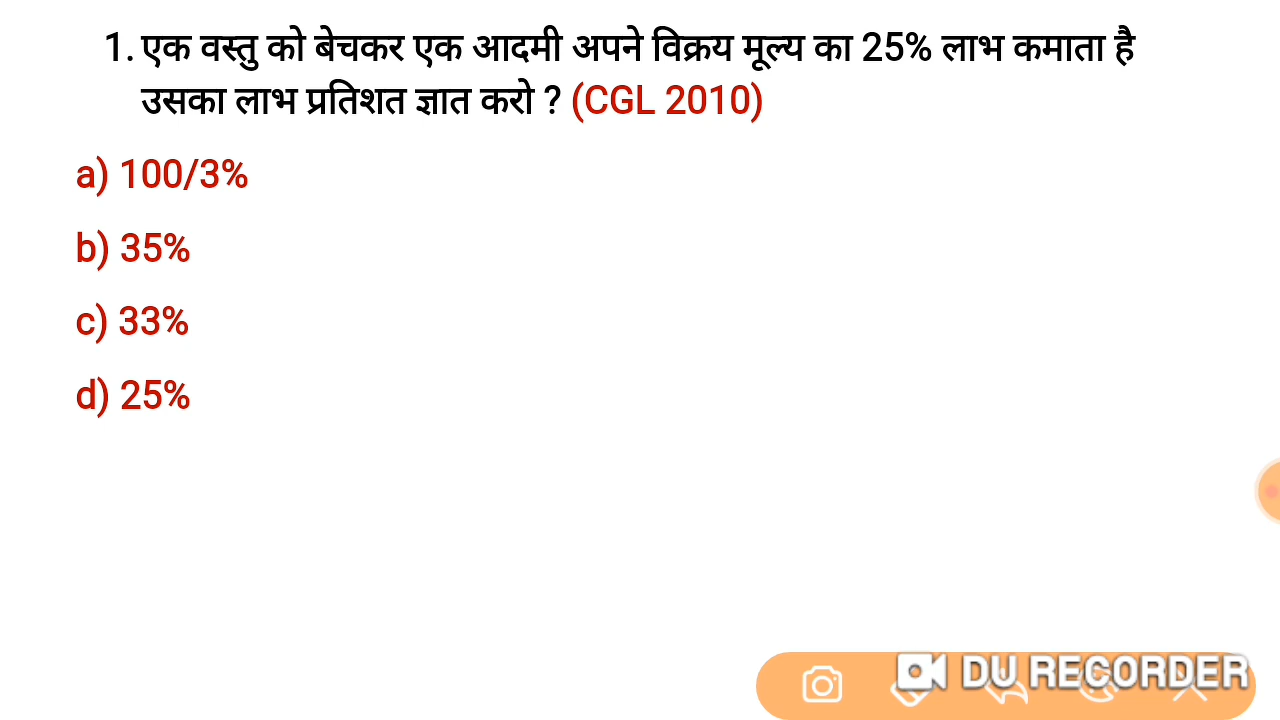 1. एक वस्तु को बेचकर एक आदमी अपने विक्रय मूल्य का 25% लाभ कमाता है
उसका लाभ प्रतिशत ज्ञात करो ? (CGL 2010)
a) 100/3%
b) 35%
c) 33%
d) 25%
DU RECORDER